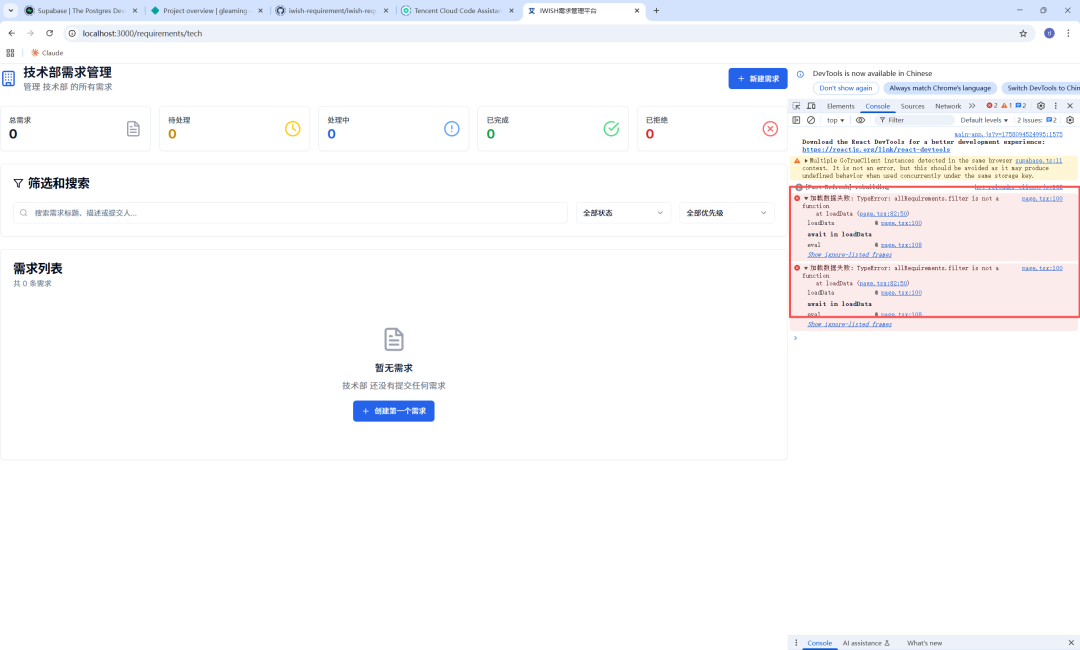 Supabase | The Postgres De
Project overview | gleaming
iwish-requirement/iwish-req
Tencent Cloud Code Assistan
IWISH需求管理平台
localhost:3000/requirements/tech
Claude
技术部需求管理
管理 技术部 的所有需求
新建需求
总需求
0
待处理
0
处理中
0
已完成
0
已拒绝
0
筛选和搜索
搜索需求标题、描述或提交人...
全部状态
全部优先级
需求列表
共 0 条需求
暂无需求
技术部 还没有提交任何需求
创建第一个需求
DevTools is now available in Chinese
Don't show again
Always match Chrome's language
Switch DevTools to Chin
Elements Console Sources Network 2 1 2
top Filter Default levels 2 Issues: 2
main-app.js?v=1758094524995:1575
Download the React DevTools for a better development experience:
https://reactjs.org/link/react-devtools
Multiple GoTrueClient instances detected in the same browser supabase.ts:11
context. It is not an error, but this should be avoided as it may produce
undefined behavior when used concurrently under the same storage key.
[Fast Refresh] rebuilding
加载数据失败: TypeError: allRequirements.filter is not a page.tsx:100
function
at loadData (page.tsx:82:50)
loadData @ page.tsx:100
await in loadData
eval @ page.tsx:108
Show ignore-listed frames
加载数据失败: TypeError: allRequirements.filter is not a page.tsx:100
function
at loadData (page.tsx:82:50)
loadData @ page.tsx:100
await in loadData
eval @ page.tsx:108
Show ignore-listed frames
Console AI assistance What's new